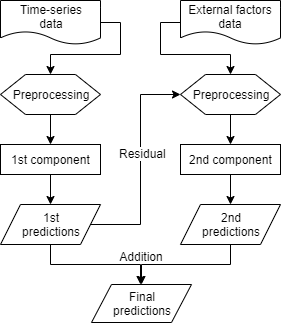 Time-series
data
External factors
data
Preprocessing
Preprocessing
1st component
Residual
2nd component
1st
predictions
2nd
predictions
Addition
Final
predictions